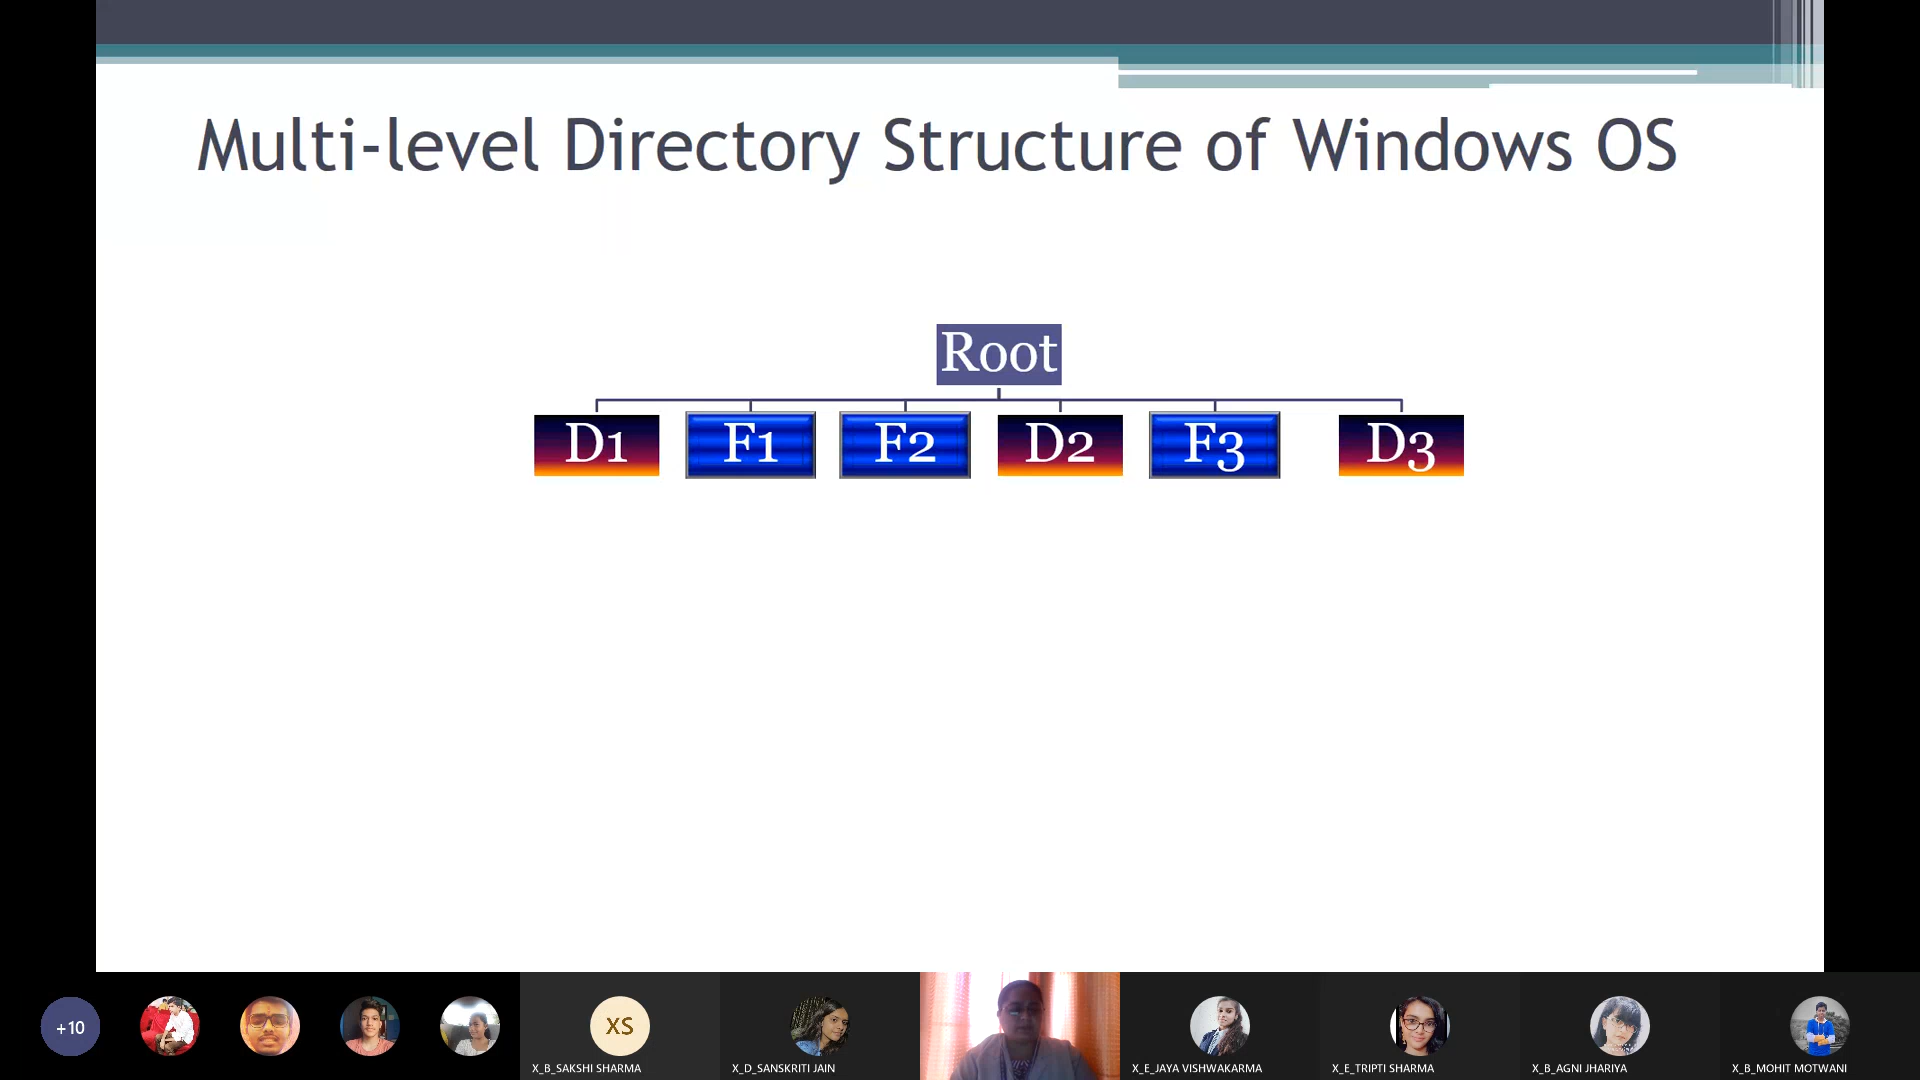 Multi-level Directory Structure of Windows OS
Root
D1 F1 F2 D2 F3 D3
+10
XS
X_B_SAKSHI SHARMA
X_D_SANSKRITI JAIN
X_E_JAYA VISHWAKARMA
X_E_TRIPTI SHARMA
X_B_AGNI JHARIYA
X_B_MOHIT MOTWANI